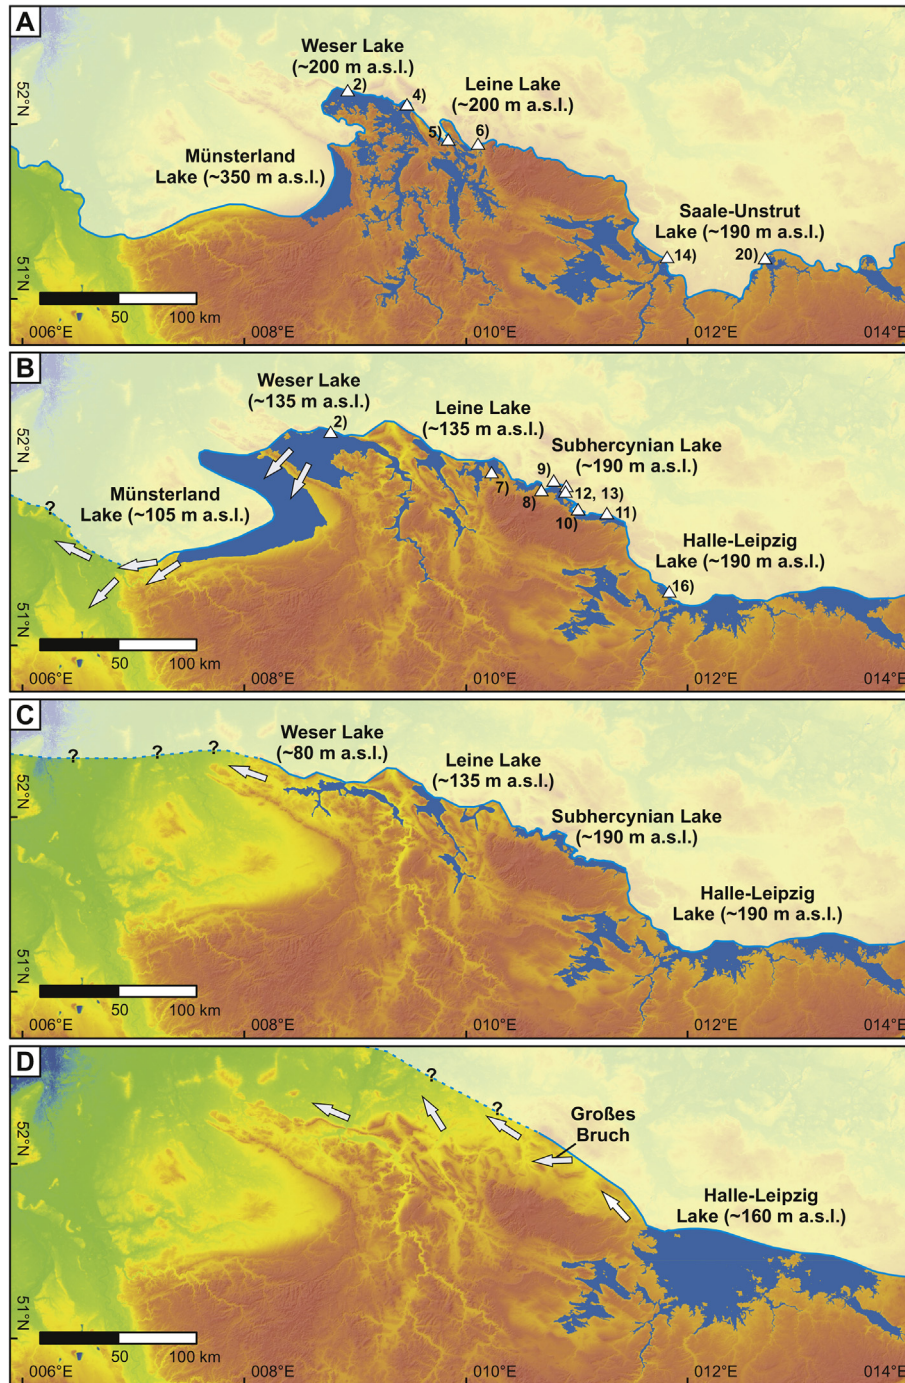 A
Weser Lake
(~200 m a.s.l.)
2)
4)
Leine Lake
(~200 m a.s.l.)
5)
6)
Münsterland
Lake (~350 m a.s.l.)
Saale-Unstrut
Lake (~190 m a.s.l.)
14)
20)
52°N
51°N
50
100 km
006°E
008°E
010°E
012°E
014°E
B
Weser Lake
(~135 m a.s.l.)
2)
Leine Lake
(~135 m a.s.l.)
Subhercynian Lake
(~190 m a.s.l.)
9)
7)
8)
12, 13)
10)
11)
?
Münsterland
Lake (~105 m a.s.l.)
Halle-Leipzig
Lake (~190 m a.s.l.)
16)
52°N
51°N
50
100 km
006°E
008°E
010°E
012°E
014°E
C
Weser Lake
(~80 m a.s.l.)
? ? ?
Leine Lake
(~135 m a.s.l.)
Subhercynian Lake
(~190 m a.s.l.)
Halle-Leipzig
Lake (~190 m a.s.l.)
52°N
51°N
50
100 km
006°E
008°E
010°E
012°E
014°E
D
?
?
Großes
Bruch
Halle-Leipzig
Lake (~160 m a.s.l.)
52°N
51°N
50
100 km
006°E
008°E
010°E
012°E
014°E